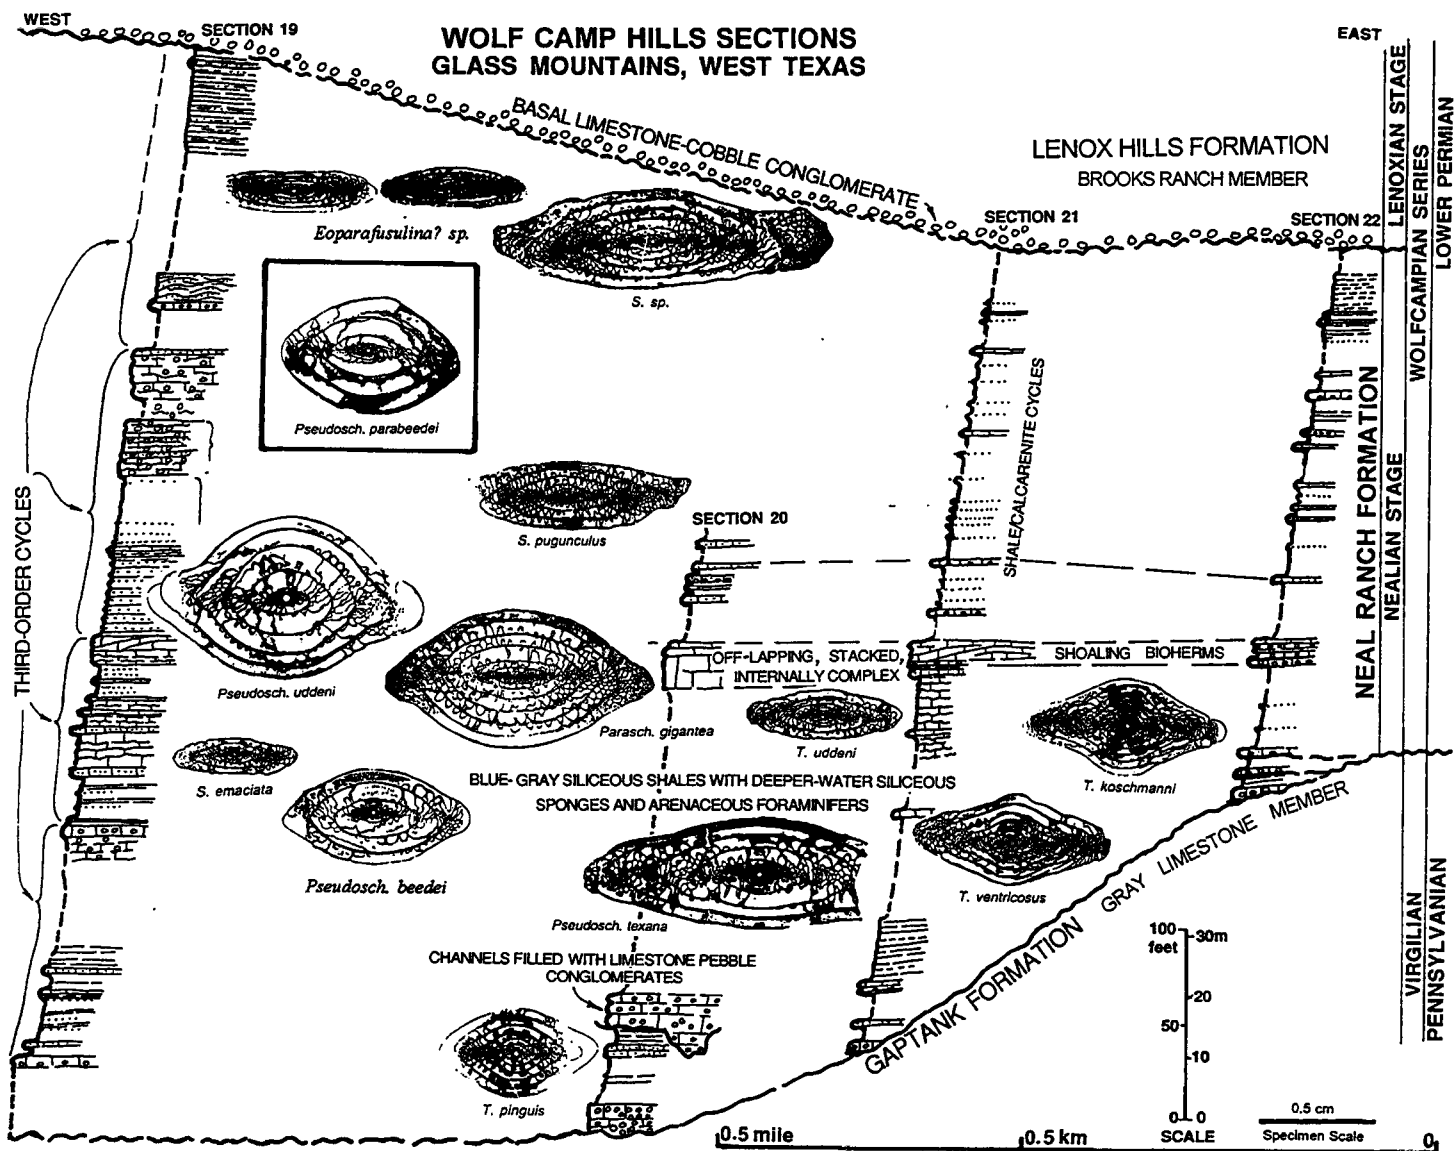 WEST
SECTION 19
WOLF CAMP HILLS SECTIONS
GLASS MOUNTAINS, WEST TEXAS
EAST
BASAL LIMESTONE-COBBLE CONGLOMERATE
LENOX HILLS FORMATION
BROOKS RANCH MEMBER
SECTION 21
SECTION 22
LENOXIAN STAGE
WOLFCAMPIAN SERIES
LOWER PERMIAN
Eoparafusulina? sp.
S. sp.
Pseudosch. parabeedei
S. pugunculus
SECTION 20
SHALE/CALCARENITE CYCLES
NEAL RANCH FORMATION
NEALIAN STAGE
THIRD-ORDER CYCLES
Pseudosch. uddeni
Parasch. gigantea
OFF-LAPPING, STACKED,
INTERNALLY COMPLEX
SHOALING BIOHERMS
T. uddeni
T. koschmanni
S. emaciata
BLUE-GRAY SILICEOUS SHALES WITH DEEPER-WATER SILICEOUS
SPONGES AND ARENACEOUS FORAMINIFERS
Pseudosch. beedei
Pseudosch. texana
T. ventricosus
GAPTANK FORMATION GRAY LIMESTONE MEMBER
VIRGILIAN
PENNSYLVANIAN
CHANNELS FILLED WITH LIMESTONE PEBBLE
CONGLOMERATES
T. pinguis
100
feet
30m
20
50
10
0 0
SCALE
0.5 cm
Specimen Scale
0.5 mile
0.5 km
0